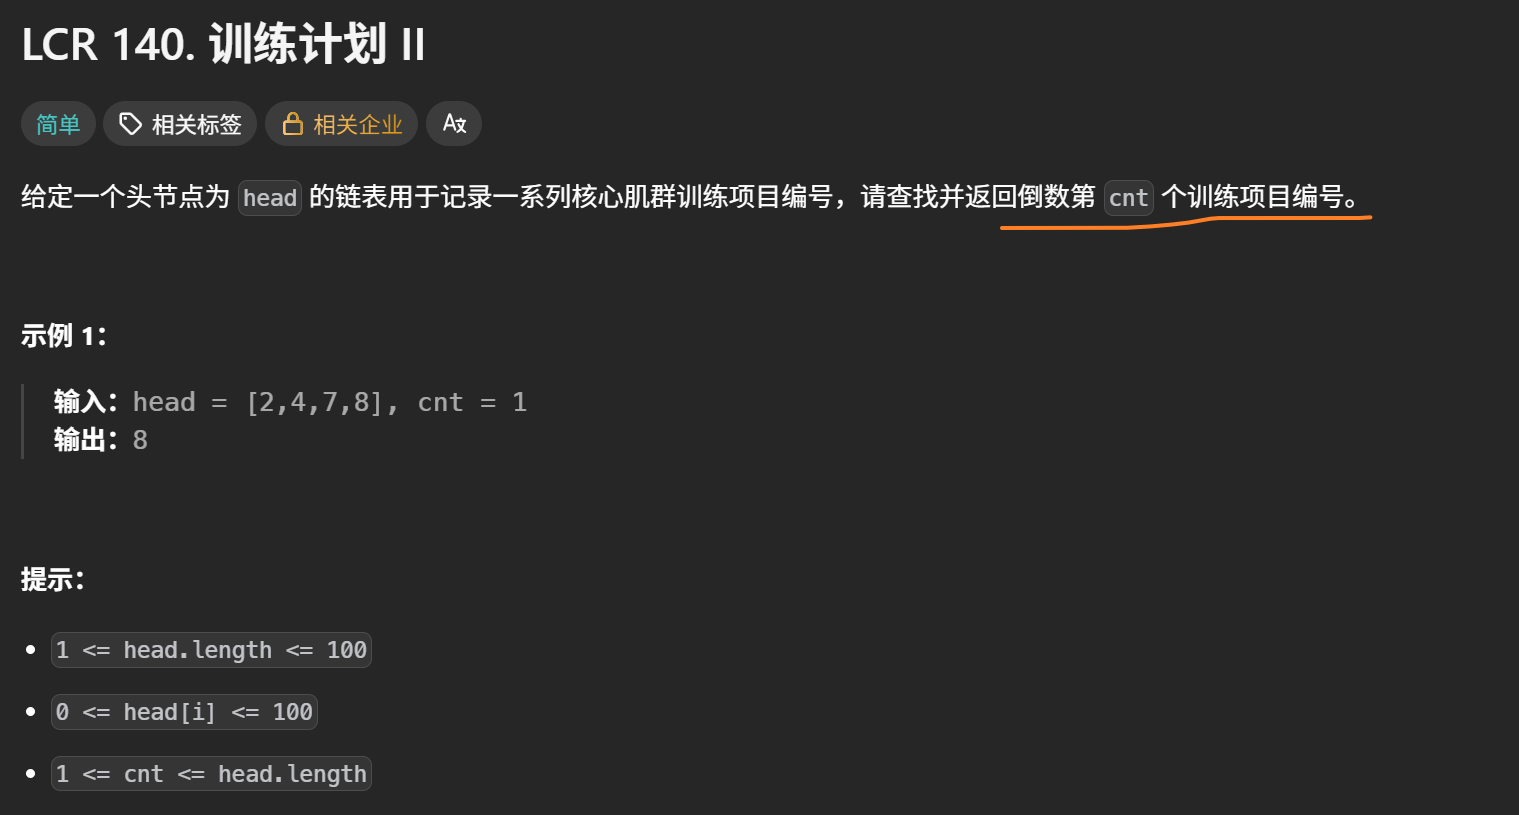 LCR 140. 训练计划 II
简单 相关标签 相关企业 A文
给定一个头节点为 head 的链表用于记录一系列核心肌群训练项目编号，请查找并返回倒数第 cnt 个训练项目编号。
示例 1：
输入：head = [2,4,7,8], cnt = 1
输出：8
提示：
1 <= head.length <= 100
0 <= head[i] <= 100
1 <= cnt <= head.length